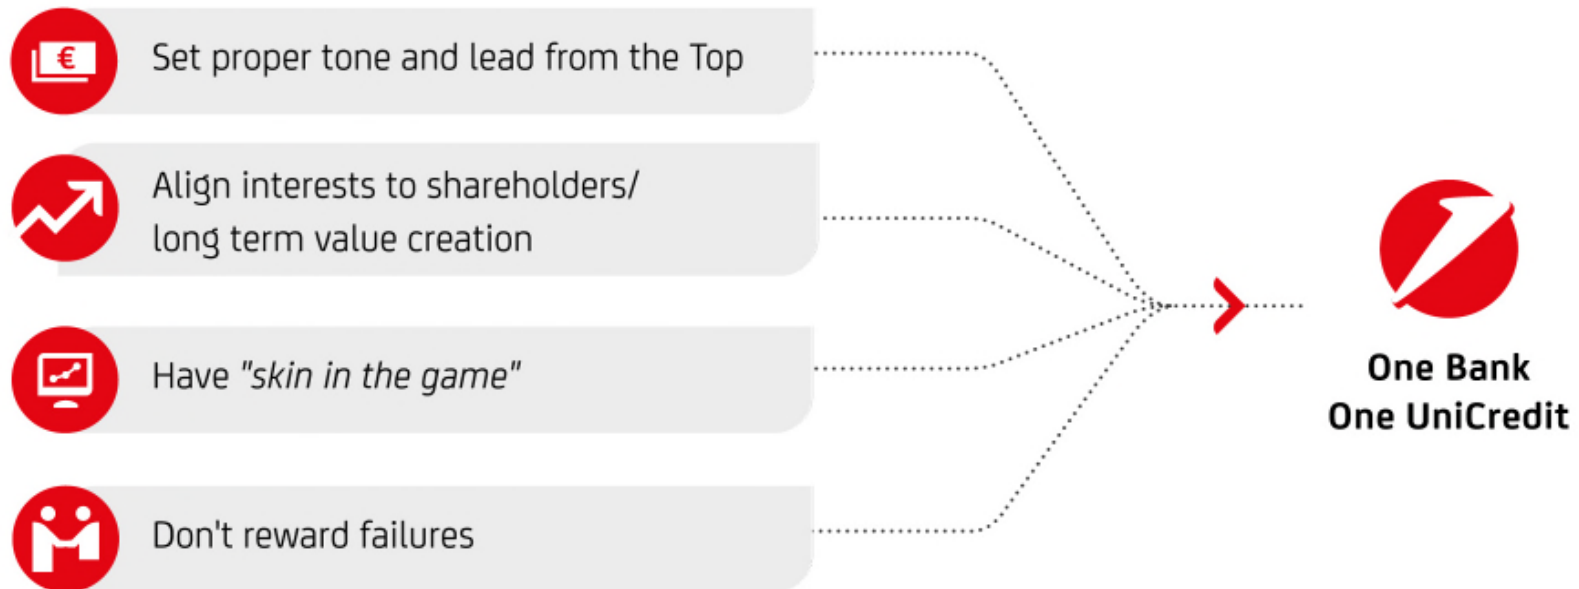 €
Set proper tone and lead from the Top
Align interests to shareholders/
long term value creation
Have "skin in the game"
Don't reward failures
One Bank
One UniCredit